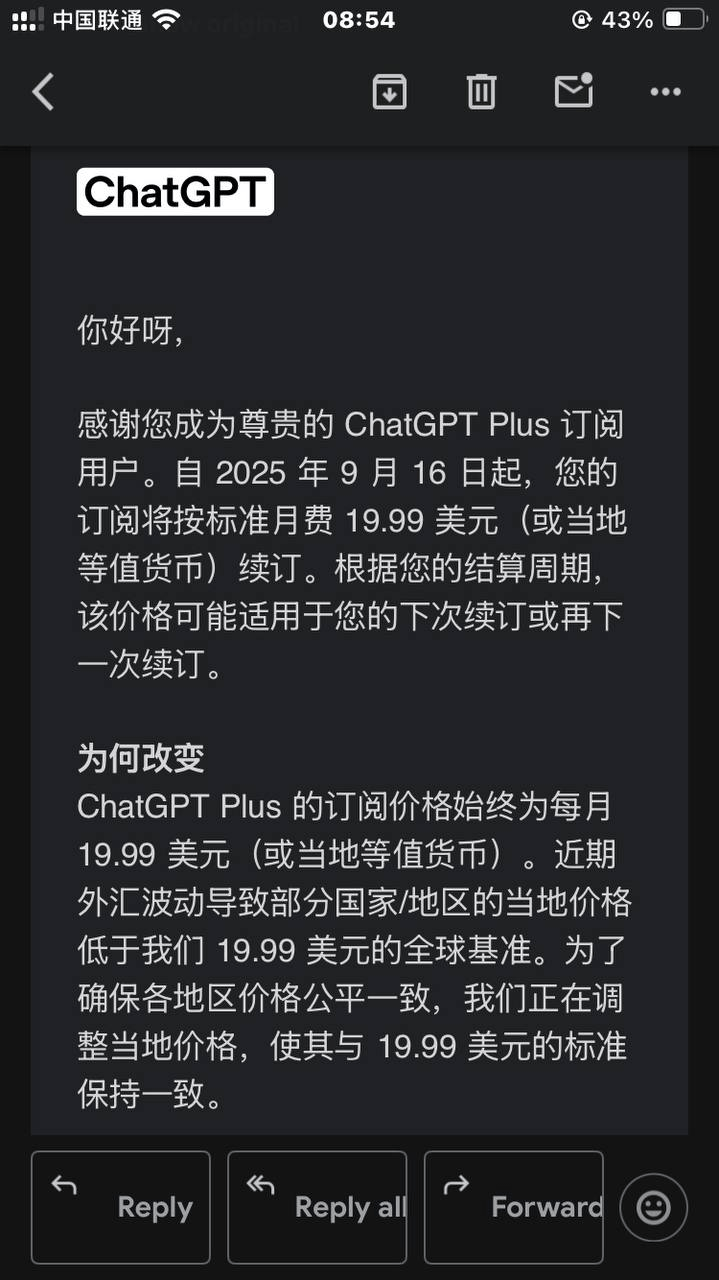 中国联通 08:54 43%
ChatGPT
你好呀,
感谢您成为尊贵的 ChatGPT Plus 订阅
用户。自 2025 年 9 月 16 日起，您的
订阅将按标准月费 19.99 美元（或当地
等值货币）续订。根据您的结算周期，
该价格可能适用于您的下次续订或再下
一次续订。
为何改变
ChatGPT Plus 的订阅价格始终为每月
19.99 美元（或当地等值货币）。近期
外汇波动导致部分国家/地区的当地价格
低于我们 19.99 美元的全球基准。为了
确保各地区价格公平一致，我们正在调
整当地价格，使其与 19.99 美元的标准
保持一致。
Reply Reply all Forward